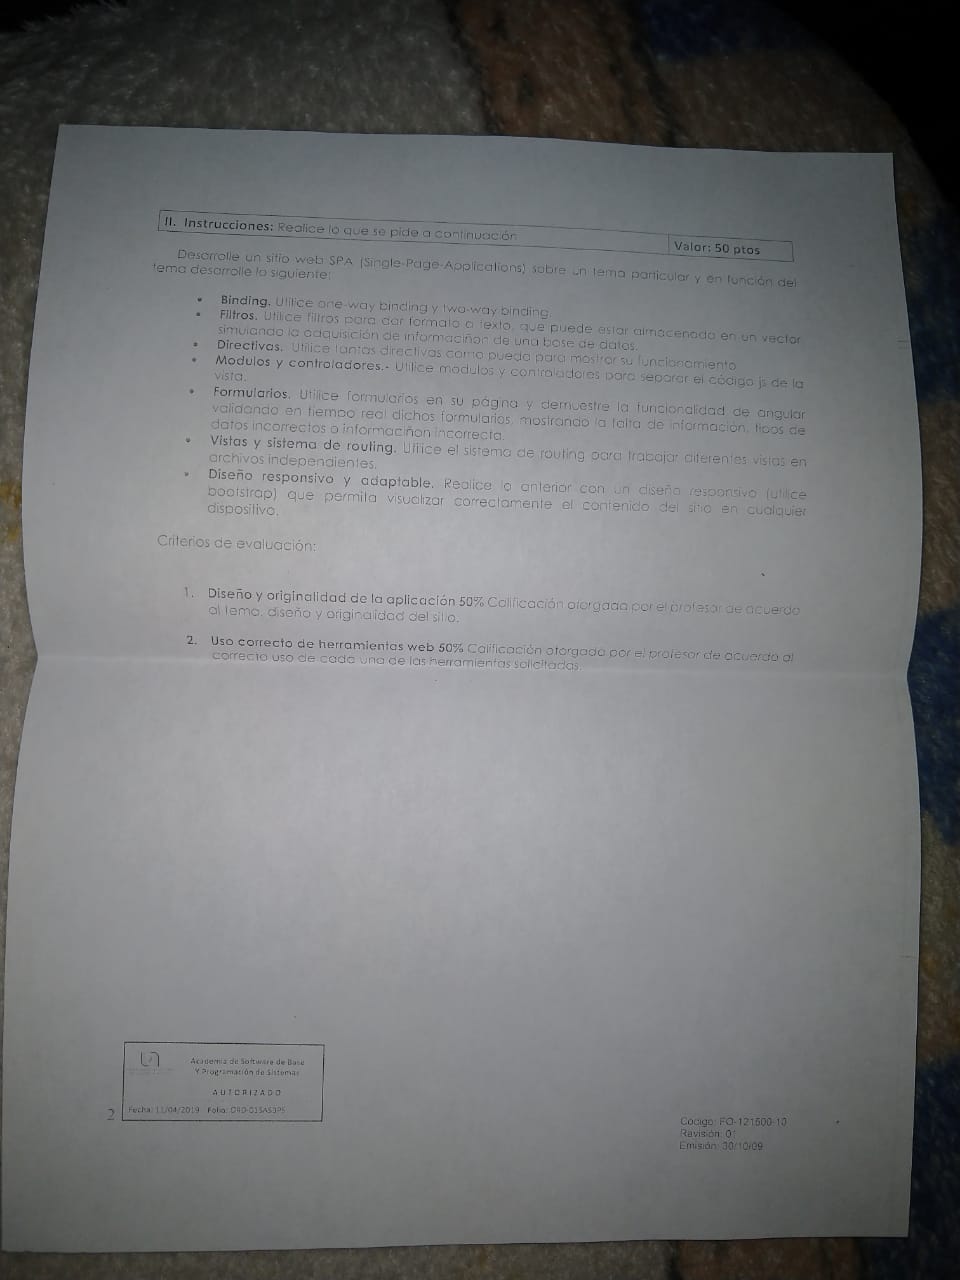 II. Instrucciones: Realice lo que se pide a continuación
Valor: 50 ptos
Desarrolle un sitio web SPA (Single-Page-Applications) sobre un tema particular y en función del
tema desarrolle lo siguiente:
• Binding. Utilice one-way binding y two-way binding.
• Filtros. Utilice filtros para dar formato a texto, que puede estar almacenado en un vector
simulando la adquisición de informaciñon de una base de datos.
• Directivas. Utilice tantas directivas como pueda para mostrar su funcionamiento
• Modulos y controladores.- Utilice modulos y controladores para separar el código js de la
vista.
• Formularios. Utilice formularios en su página y demuestre la funcionalidad de angular
validando en tiempo real dichos formularios, mostrando la falta de información, tipos de
datos incorrectos o informaciñon incorrecta.
• Vistas y sistema de routing. Utilice el sistema de routing para trabajar diferentes vistas en
archivos independientes.
• Diseño responsivo y adaptable. Realice lo anterior con un diseño responsivo (utilice
bootstrap) que permita visualizar correctamente el contenido del sitio en cualquier
dispositivo.
Criterios de evaluación:
1. Diseño y originalidad de la aplicación 50% Calificación otorgada por el profesor de acuerdo
al tema, diseño y originalidad del sitio.
2. Uso correcto de herramientas web 50% Calificación otorgada por el profesor de acuerdo al
correcto uso de cada una de las herramientas solicitadas.
Academia de Software de Base
Y Programación de Sistemas
AUTORIZADO
Fecha: 11/04/2019 Folio:
2
Código: FO-121500-10
Revisión: 01
Emisión: 30/10/09